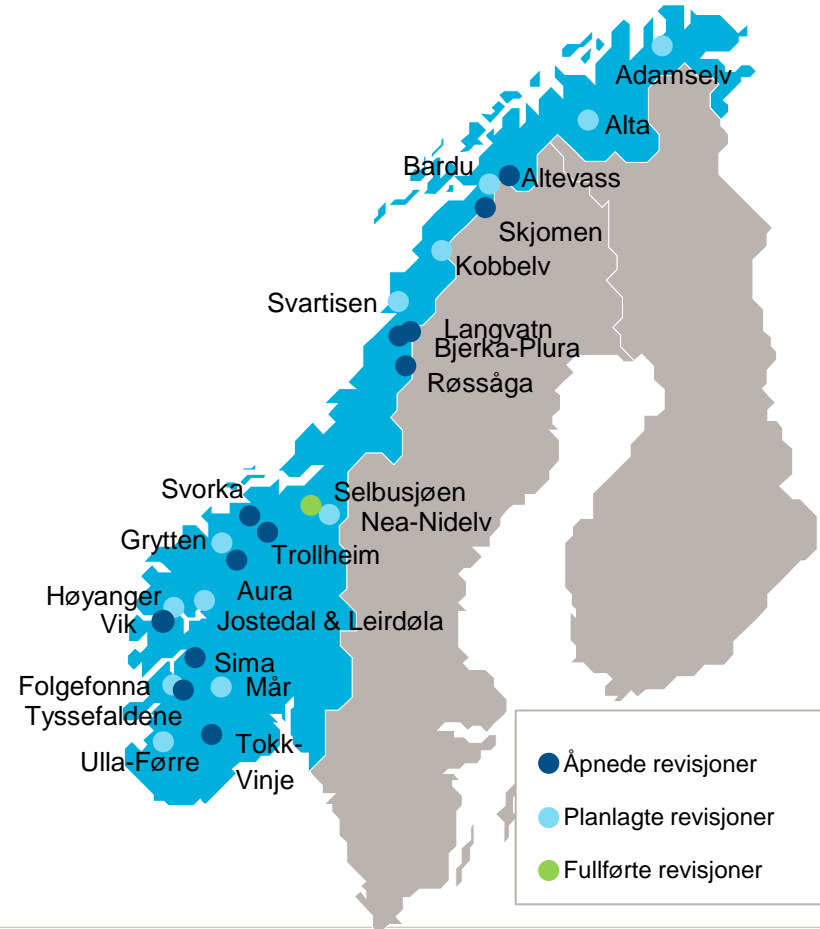 Adamselv
Alta
Bardu
Altevass
Skjomen
Kobbelv
Svartisen
Langvatn
Bjerka-Plura
Røssåga
Svorka
Selbusjøen
Nea-Nidelv
Grytten
Trollheim
Aura
Høyanger
Jostedal & Leirdøla
Vik
Sima
Folgefonna
Mår
Tyssefaldene
Tokk-
Vinje
Ulla-Førre
Åpnede revisjoner
Planlagte revisjoner
Fullførte revisjoner